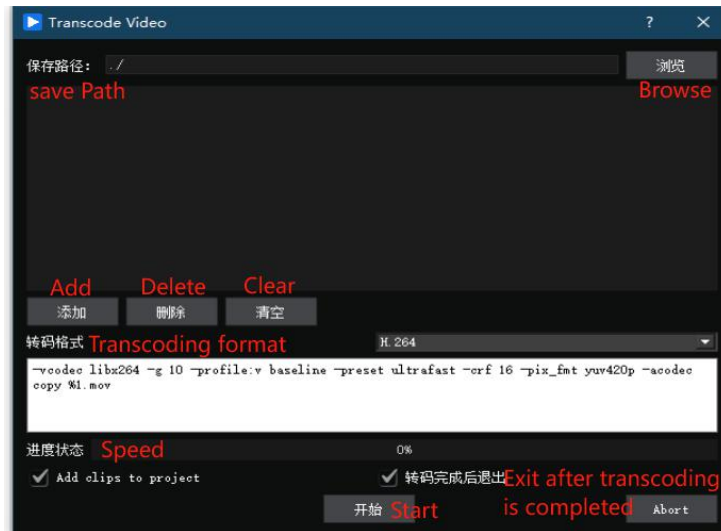 Transcode Video
保存路径： ./ 浏览
save Path Browse
Add Delete Clear
添加 删除 清空
转码格式 Transcoding format H.264
-vcodec libx264 -g 10 -profile:v baseline -preset ultrafast -crf 16 -pix_fmt yuv420p -acodec
copy %1.mov
进度状态 Speed 0%
Add clips to project 转码完成后退出 Exit after transcoding
is completed
开始 Start Abort